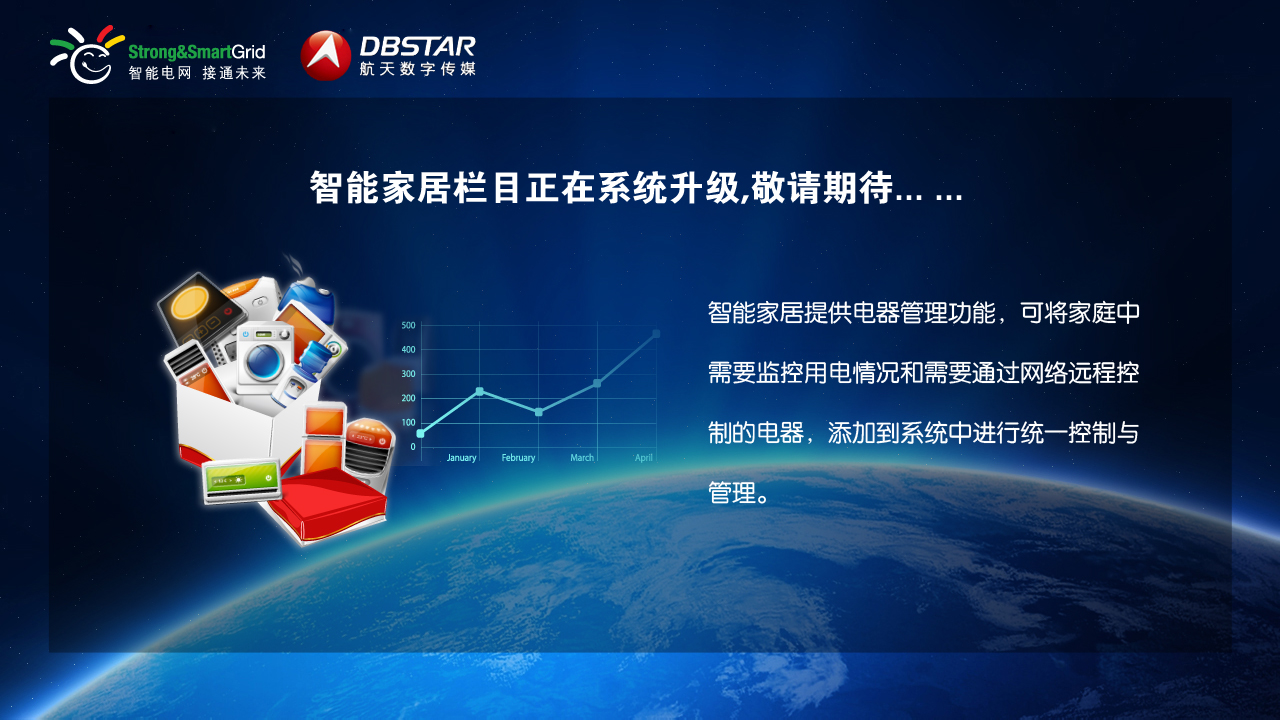 Strong&SmartGrid
智能电网 接通未来
DBSTAR
航天数字传媒
智能家居栏目正在系统升级,敬请期待... ...
智能家居提供电器管理功能，可将家庭中
需要监控用电情况和需要通过网络远程控
制的电器，添加到系统中进行统一控制与
管理。
500
400
300
200
100
0
January February March April